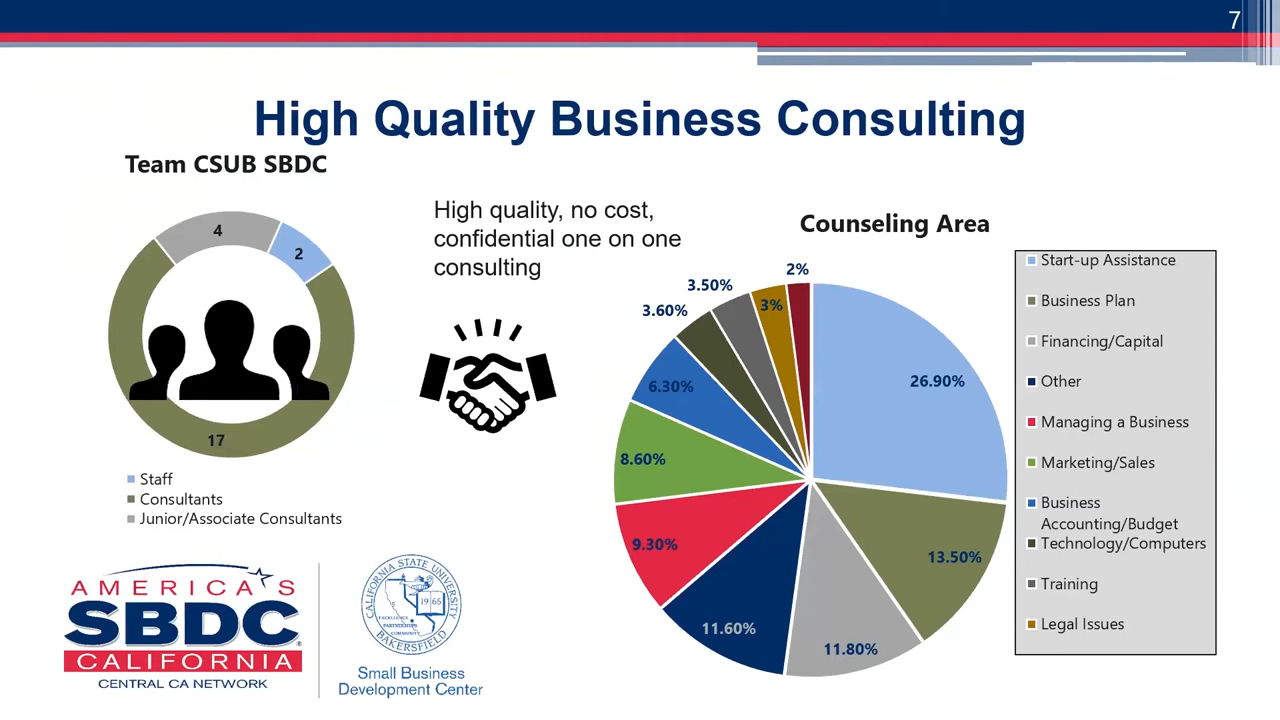 7
High Quality Business Consulting
Team CSUB SBDC
4
2
17
Staff
Consultants
Junior/Associate Consultants
High quality, no cost,
confidential one on one
consulting
Counseling Area
26.90%
13.50%
11.80%
11.60%
9.30%
8.60%
6.30%
3.60%
3.50%
3%
2%
Start-up Assistance
Business Plan
Financing/Capital
Other
Managing a Business
Marketing/Sales
Business
Accounting/Budget
Technology/Computers
Training
Legal Issues
AMERICA'S
SBDC®
CALIFORNIA
CENTRAL CA NETWORK
CALIFORNIA STATE UNIVERSITY
BAKERSFIELD
1965
EXCELLENCE
PARTNERSHIPS
COMMUNITY
Small Business
Development Center